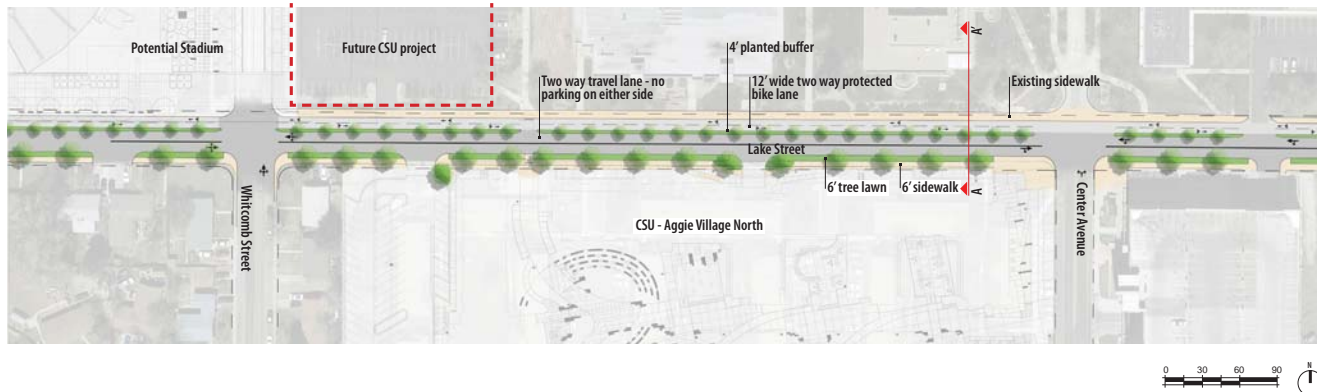 Potential Stadium
Future CSU project
4' planted buffer
A'
Two way travel lane - no
parking on either side
12' wide two way protected
bike lane
Existing sidewalk
Lake Street
6' tree lawn
6' sidewalk
A
Whitcomb Street
CSU - Aggie Village North
Center Avenue
0 30 60 90
N